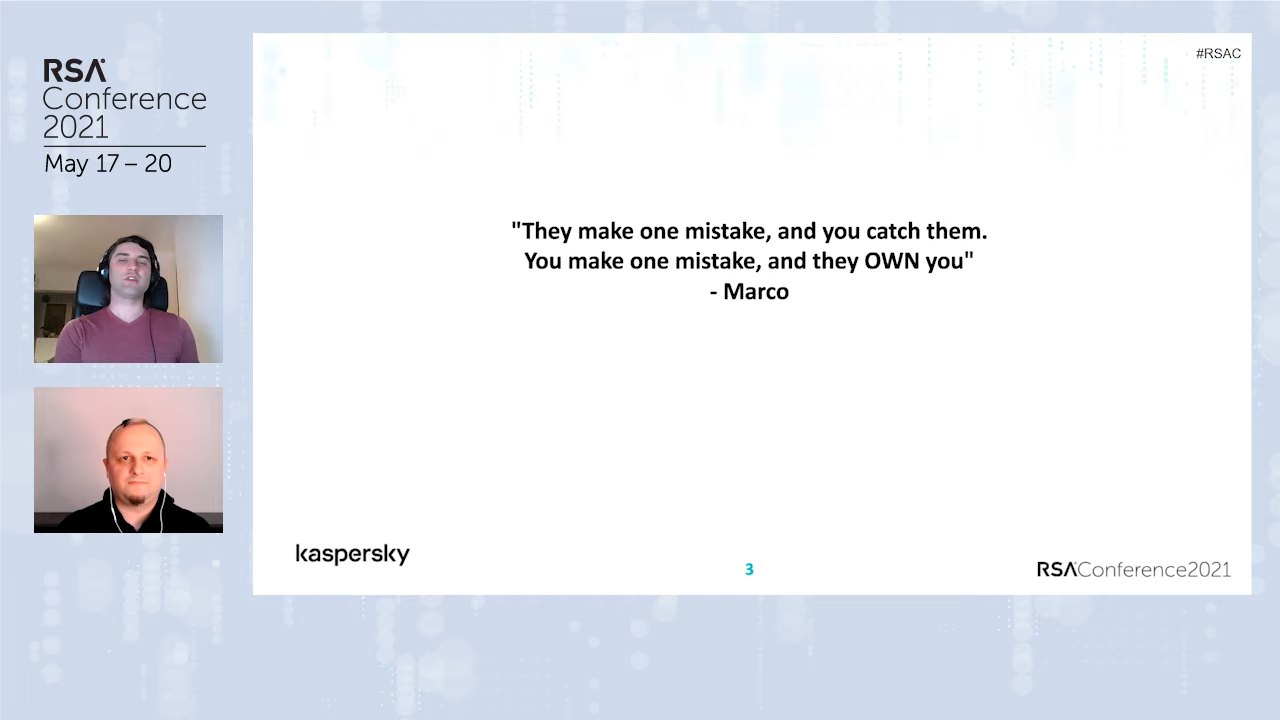 RSA
Conference
2021
May 17 – 20
#RSAC
"They make one mistake, and you catch them.
You make one mistake, and they OWN you"
- Marco
kaspersky
3
RSAConference2021